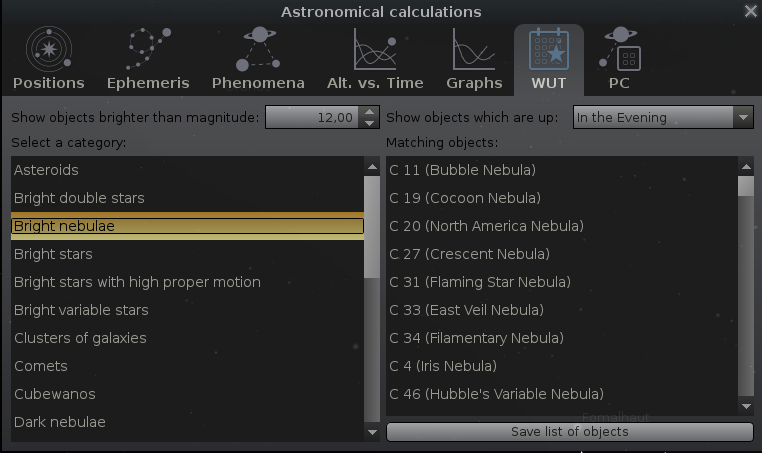 Astronomical calculations
Positions Ephemeris Phenomena Alt. vs. Time Graphs WUT PC
Show objects brighter than magnitude: 12,00 Show objects which are up: In the Evening
Select a category: Matching objects:
Asteroids
Bright double stars
Bright nebulae
Bright stars
Bright stars with high proper motion
Bright variable stars
Clusters of galaxies
Comets
Cubewanos
Dark nebulae
C 11 (Bubble Nebula)
C 19 (Cocoon Nebula)
C 20 (North America Nebula)
C 27 (Crescent Nebula)
C 31 (Flaming Star Nebula)
C 33 (East Veil Nebula)
C 34 (Filamentary Nebula)
C 4 (Iris Nebula)
C 46 (Hubble's Variable Nebula)
Fomalhaut
Save list of objects